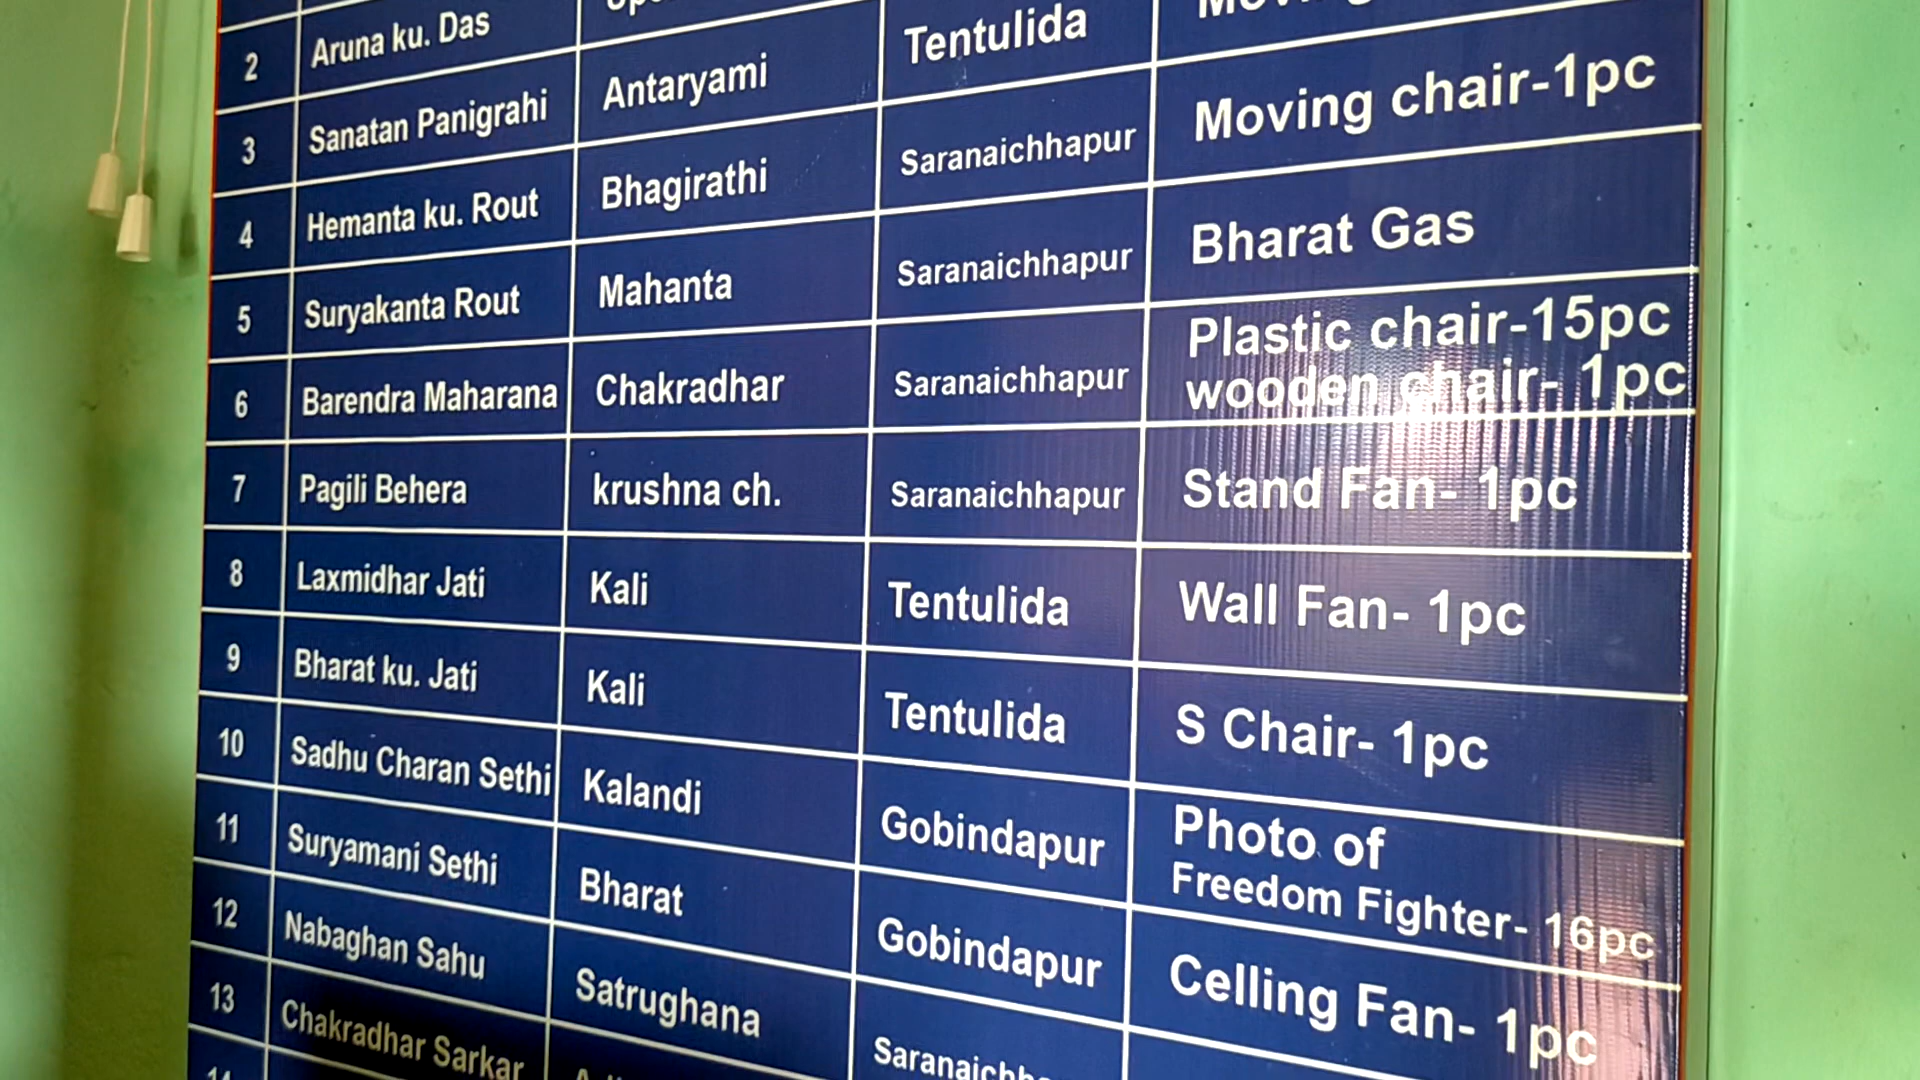 2 Aruna ku. Das
3 Sanatan Panigrahi Antaryami Tentulida
4 Hemanta ku. Rout Bhagirathi Saranaichhapur Moving chair-1pc
5 Suryakanta Rout Mahanta Saranaichhapur Bharat Gas
6 Barendra Maharana Chakradhar Saranaichhapur Plastic chair-15pc
wooden chair- 1pc
7 Pagili Behera krushna ch. Saranaichhapur Stand Fan- 1pc
8 Laxmidhar Jati Kali Tentulida Wall Fan- 1pc
9 Bharat ku. Jati Kali Tentulida S Chair- 1pc
10 Sadhu Charan Sethi Kalandi Gobindapur Photo of
Freedom Fighter- 16pc
11 Suryamani Sethi Bharat Gobindapur Celling Fan- 1pc
12 Nabaghan Sahu Satrughana
13 Chakradhar Sarkar